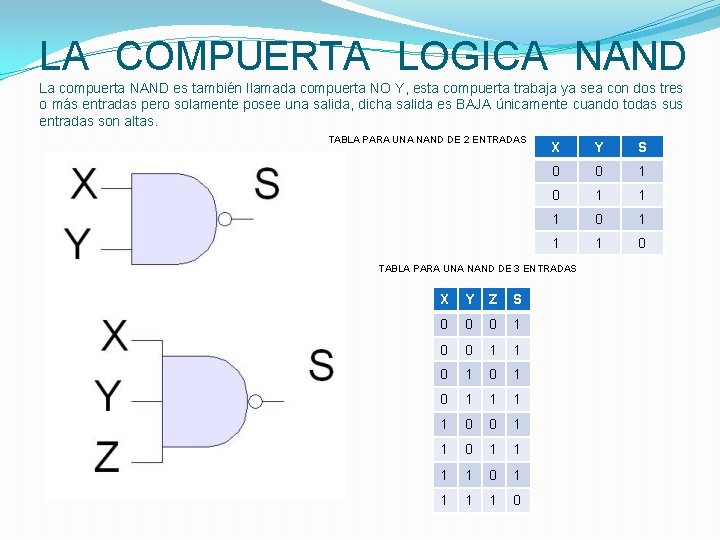 LA COMPUERTA LOGICA NAND
La compuerta NAND es también llamada compuerta NO Y, esta compuerta trabaja ya sea con dos tres
o más entradas pero solamente posee una salida, dicha salida es BAJA únicamente cuando todas sus
entradas son altas.
TABLA PARA UNA NAND DE 2 ENTRADAS
X Y S
0 0 1
0 1 1
1 0 1
1 1 0
X
Y
S
TABLA PARA UNA NAND DE 3 ENTRADAS
X Y Z S
0 0 0 1
0 0 1 1
0 1 0 1
0 1 1 1
1 0 0 1
1 0 1 1
1 1 0 1
1 1 1 0
X
Y
Z
S